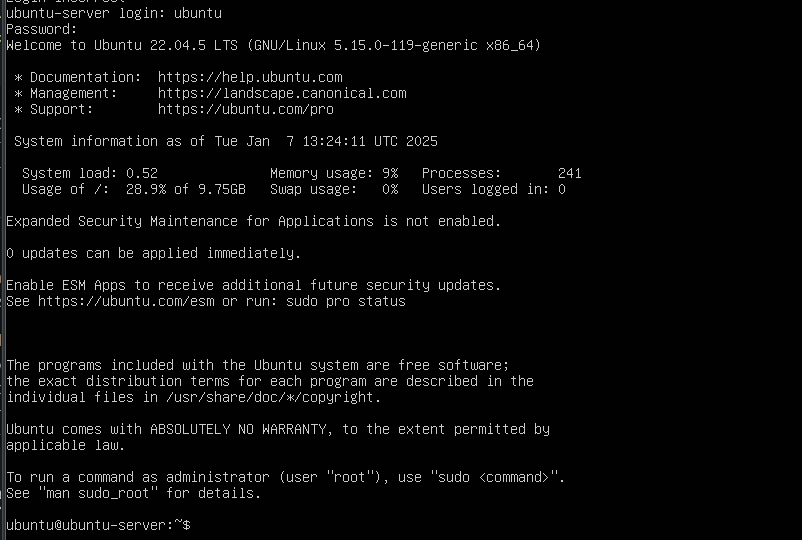 Login incorrect
ubuntu-server login: ubuntu
Password:
Welcome to Ubuntu 22.04.5 LTS (GNU/Linux 5.15.0-119-generic x86_64)
* Documentation:  https://help.ubuntu.com
* Management:     https://landscape.canonical.com
* Support:        https://ubuntu.com/pro
System information as of Tue Jan  7 13:24:11 UTC 2025
System load: 0.52               Memory usage: 9%   Processes:       241
Usage of /:  28.9% of 9.75GB   Swap usage:   0%   Users logged in: 0
Expanded Security Maintenance for Applications is not enabled.
0 updates can be applied immediately.
Enable ESM Apps to receive additional future security updates.
See https://ubuntu.com/esm or run: sudo pro status
The programs included with the Ubuntu system are free software;
the exact distribution terms for each program are described in the
individual files in /usr/share/doc/*/copyright.
Ubuntu comes with ABSOLUTELY NO WARRANTY, to the extent permitted by
applicable law.
To run a command as administrator (user "root"), use "sudo <command>".
See "man sudo_root" for details.
ubuntu@ubuntu-server:~$